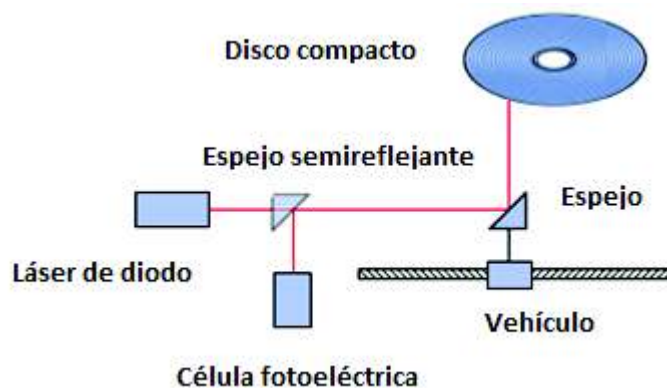 Disco compacto
Espejo semireflejante
Espejo
Láser de diodo
Vehículo
Célula fotoeléctrica